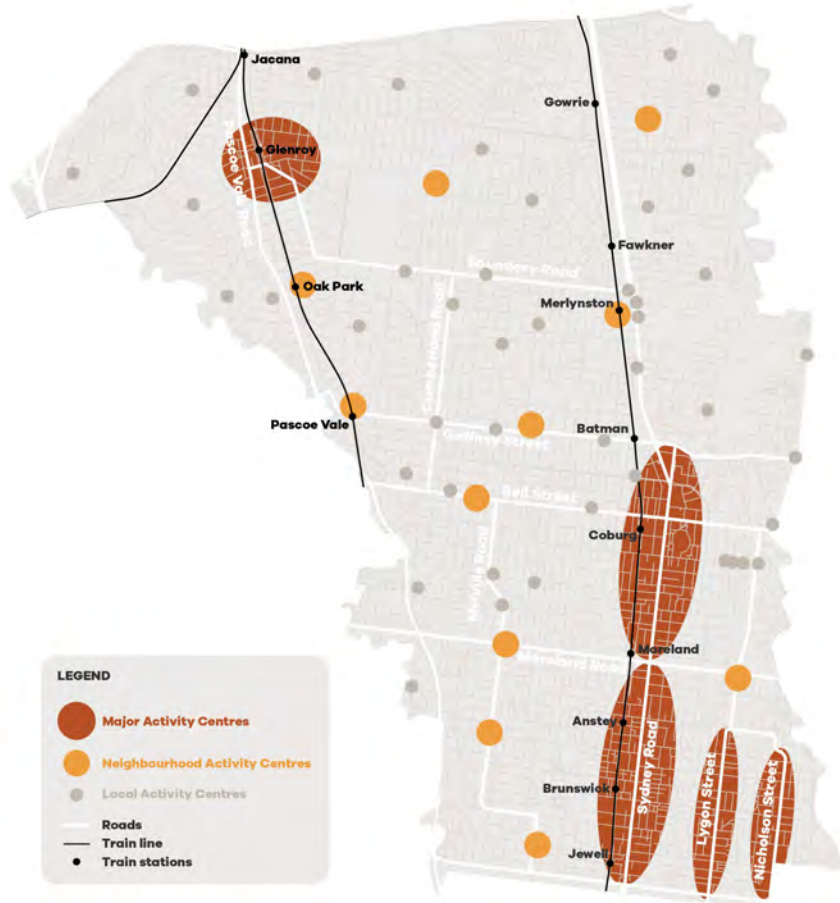 Jacana
Gowrie
Glenroy
Pascoe Vale Road
Fawkner
Boundary Road
Oak Park
Merlynston
Cumberland Road
Pascoe Vale
Batman
Gaffney Street
Bell Street
Coburg
Melville Road
Moreland
Moreland Road
LEGEND
Major Activity Centres
Neighbourhood Activity Centres
Local Activity Centres
Roads
Train line
Train stations
Anstey
Sydney Road
Brunswick
Lygon Street
Nicholson Street
Jewell